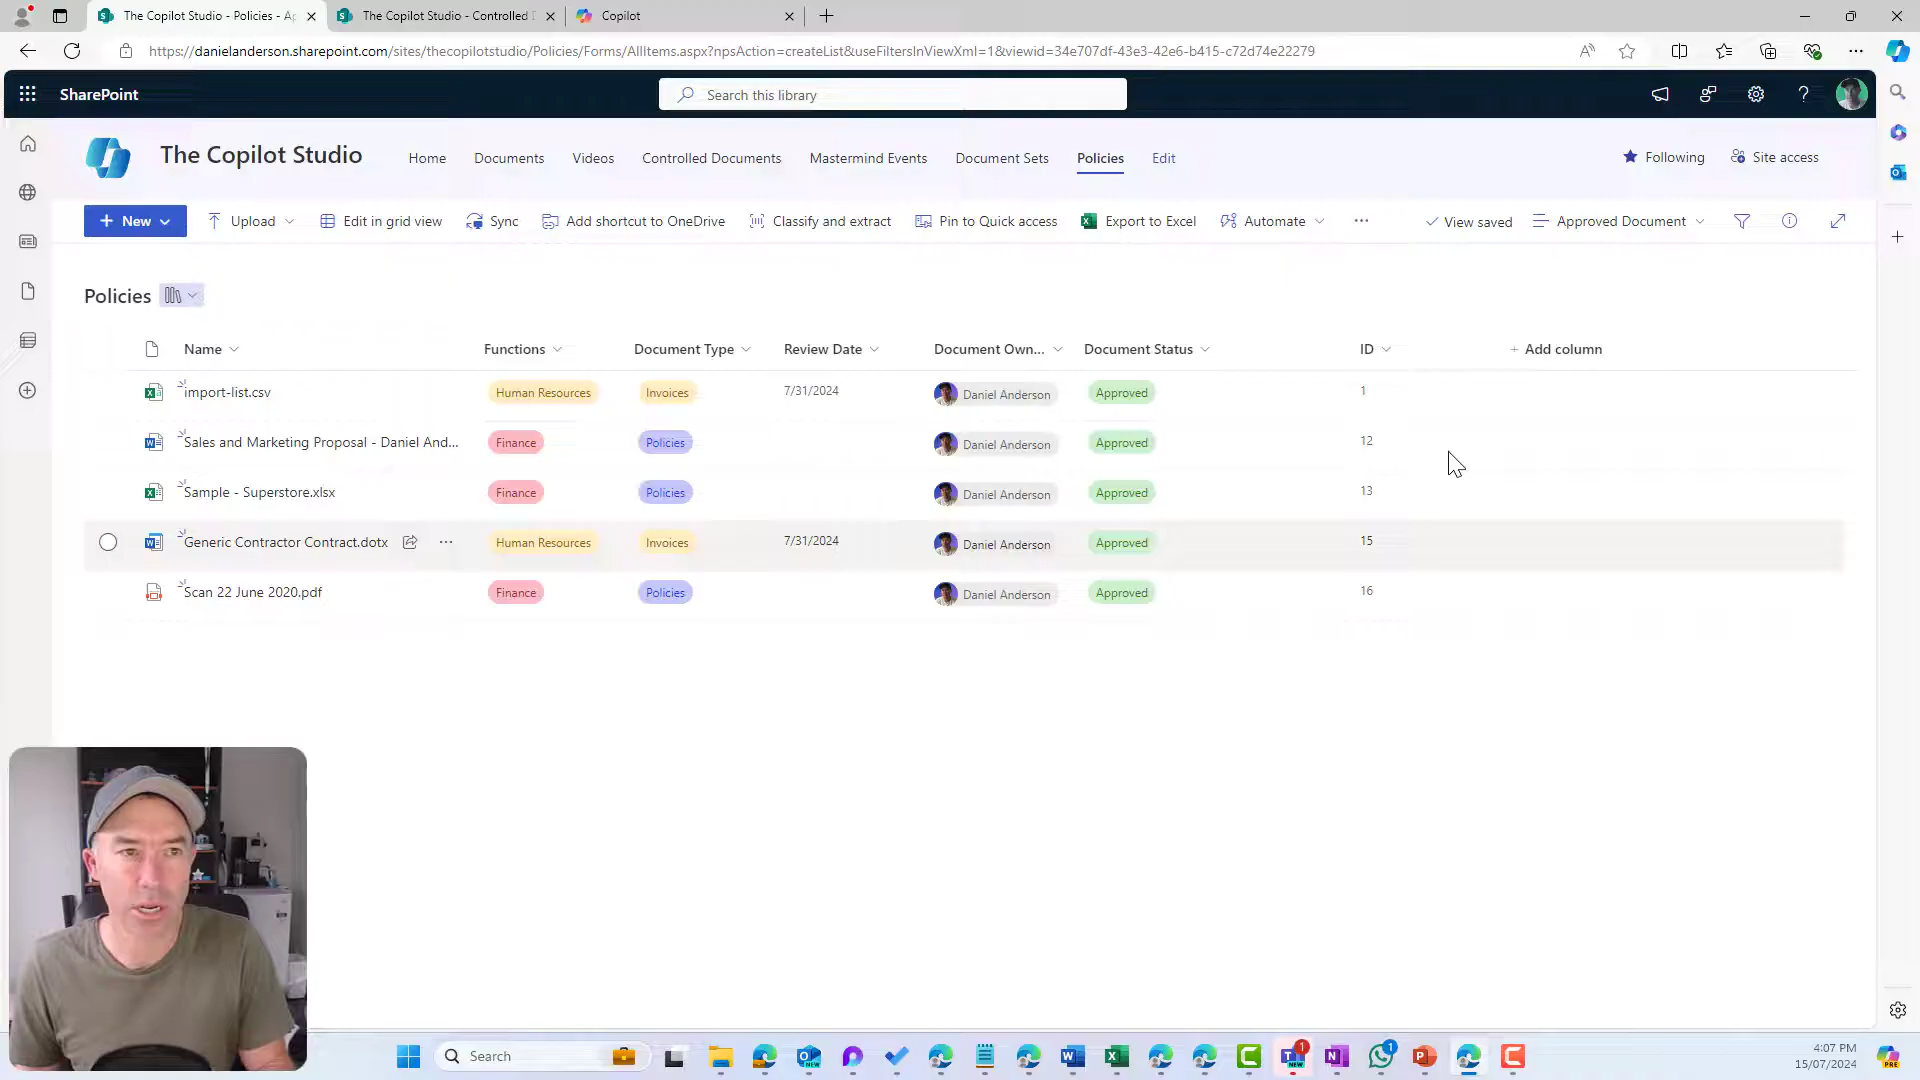 The Copilot Studio - Policies - A
The Copilot Studio - Controlled
Copilot
https://danielanderson.sharepoint.com/sites/thecopilotstudio/Policies/Forms/AllItems.aspx?npsAction=createList&useFiltersInViewXml=1&viewid=34e707df-43e3-42e6-b415-c72d74e22279
SharePoint
Search this library
The Copilot Studio
Home
Documents
Videos
Controlled Documents
Mastermind Events
Document Sets
Policies
Edit
Following
Site access
New
Upload
Edit in grid view
Sync
Add shortcut to OneDrive
Classify and extract
Pin to Quick access
Export to Excel
Automate
View saved
Approved Document
Policies
Name Functions Document Type Review Date Document Own... Document Status ID + Add column
import-list.csv Human Resources Invoices 7/31/2024 Daniel Anderson Approved 1
Sales and Marketing Proposal - Daniel And... Finance Policies Daniel Anderson Approved 12
Sample - Superstore.xlsx Finance Policies Daniel Anderson Approved 13
Generic Contractor Contract.dotx Human Resources Invoices 7/31/2024 Daniel Anderson Approved 15
Scan 22 June 2020.pdf Finance Policies Daniel Anderson Approved 16
Search
4:07 PM
15/07/2024